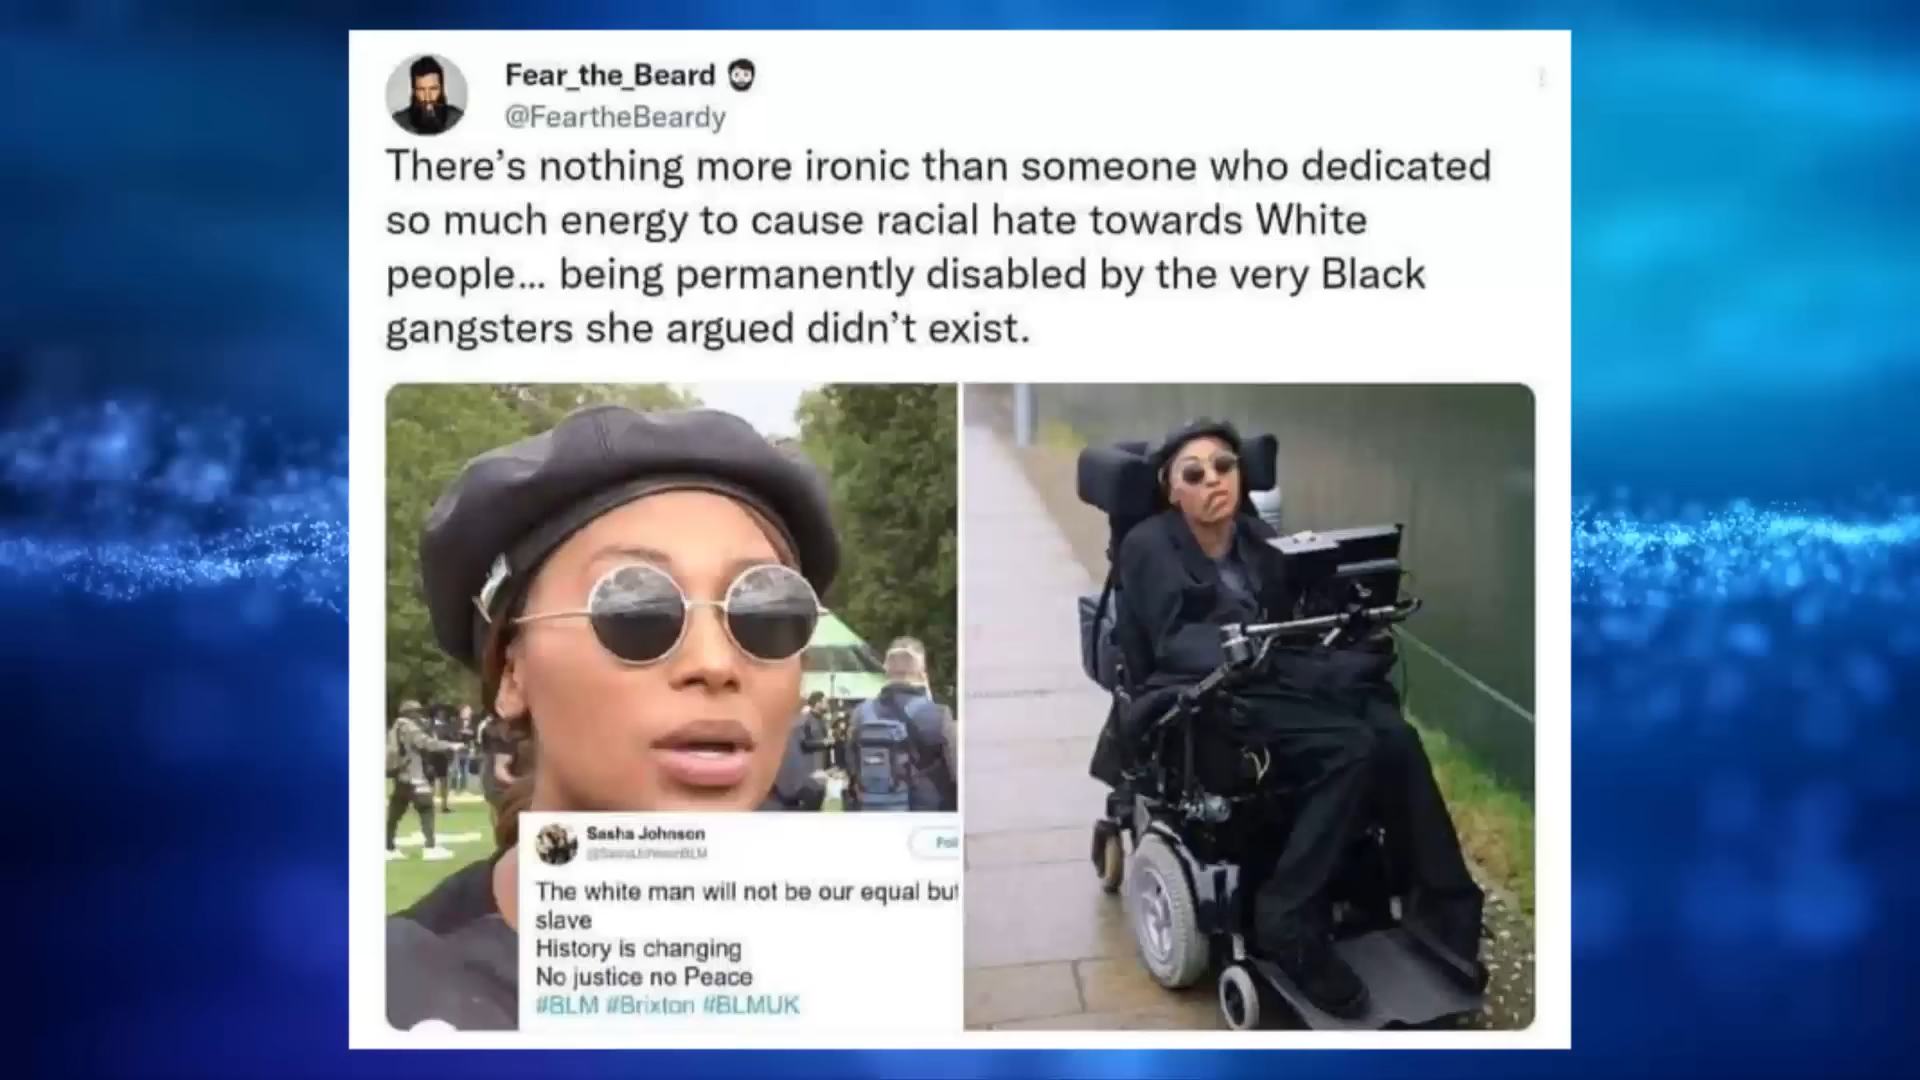 Fear_the_Beard
@FeartheBeardy
There's nothing more ironic than someone who dedicated
so much energy to cause racial hate towards White
people... being permanently disabled by the very Black
gangsters she argued didn't exist.
Sasha Johnson
@SashaJohnsonBLM
Fol
The white man will not be our equal but
slave
History is changing
No justice no Peace
#BLM #Brixton #BLMUK